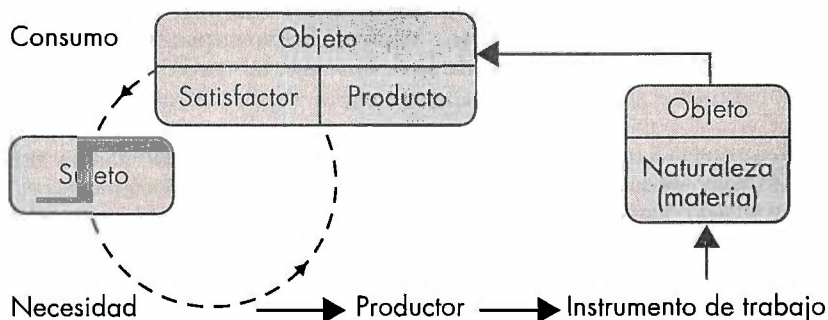 Consumo
Objeto
Satisfactor
Producto
Objeto
Sujeto
Naturaleza
(materia)
Necesidad
Productor
Instrumento de trabajo